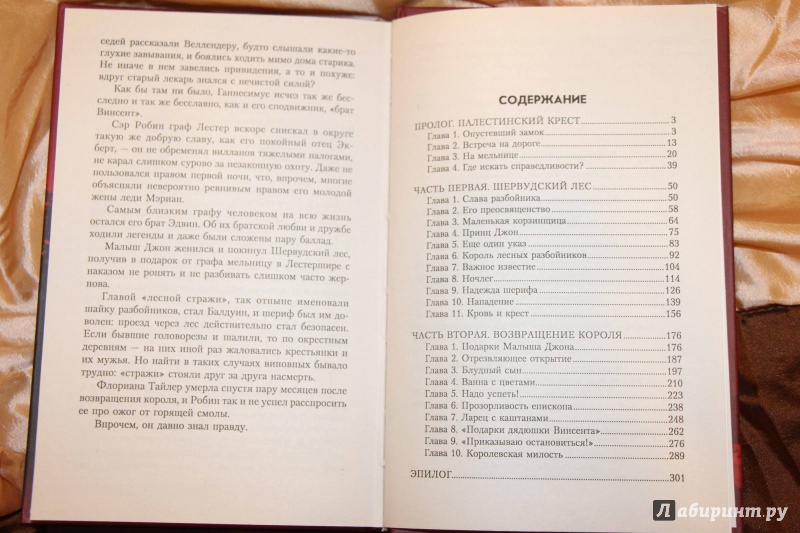 седей рассказали Веллендеру, будто слышали какие-то
глухие завывания, и боялись ходить мимо дома старика.
Не иначе в нем завелись привидения, а то и похуже:
вдруг старый лекарь знался с нечистой силой?
Как бы там ни было, Ганнесимус исчез так же бес-
следно и так же бесславно, как и его сподвижник, «брат
Винсент».
Сэр Робин граф Лестер вскоре снискал в округе
такую же добрую славу, как его покойный отец Эк-
берт, — он не обременял вилланов тяжелыми налогами,
не карал слишком сурово за незаконную охоту. Даже не
пользовался правом первой ночи, что, впрочем, многие
объясняли невероятно ревнивым нравом его молодой
жены леди Мэриан.
Самым близким графу человеком на всю жизнь
остался его брат Эдвин. Об их братской любви и дружбе
ходили легенды и даже были сложены пару баллад.
Малыш Джон женился и покинул Шервудский лес,
получив в подарок от графа мельницу в Лестершире с
наказом не ронять и не разбивать слишком часто жер-
нова.
Главой «лесной стражи», так отныне именовали
шайку разбойников, стал Балдуин, и шериф был им до-
волен: проезд через лес действительно стал безопасен.
Если бывшие головорезы и шалили, то по окрестным
деревням — на них иной раз жаловались крестьянки и
их мужья. Но найти в таких случаях виновных бывало
трудно: «стражи» стояли друг за друга насмерть.
Флориана Тайлер умерла спустя пару месяцев после
возвращения короля, и Робин так и не успел расспросить
ее про ожог от горящей смолы.
Впрочем, он давно знал правду.
СОДЕРЖАНИЕ
ПРОЛОГ. ПАЛЕСТИНСКИЙ КРЕСТ 3
Глава 1. Опустевший замок 3
Глава 2. Встреча на дороге 13
Глава 3. На мельнице 20
Глава 4. Где искать справедливости? 39
ЧАСТЬ ПЕРВАЯ. ШЕРВУДСКИЙ ЛЕС 50
Глава 1. Слава разбойника 50
Глава 2. Его преосвященство 58
Глава 3. Маленькая корзинщица 64
Глава 4. Принц Джон 75
Глава 5. Еще один указ 83
Глава 6. Король лесных разбойников 92
Глава 7. Важное известие 104
Глава 8. Ночлег 114
Глава 9. Надежда шерифа 126
Глава 10. Нападение 139
Глава 11. Кровь и крест 156
ЧАСТЬ ВТОРАЯ. ВОЗВРАЩЕНИЕ КОРОЛЯ 176
Глава 1. Подарки Малыша Джона 176
Глава 2. Отрезвляющее открытие 187
Глава 3. Блудный сын 197
Глава 4. Ванна с цветами 210
Глава 5. Надо успеть! 223
Глава 6. Прозорливость епископа 238
Глава 7. Ларец с каштанами 248
Глава 8. «Подарки дядюшки Винсента» 262
Глава 9. «Приказываю остановиться!» 276
Глава 10. Королевская милость 289
ЭПИЛОГ 301
Лабиринт.ру